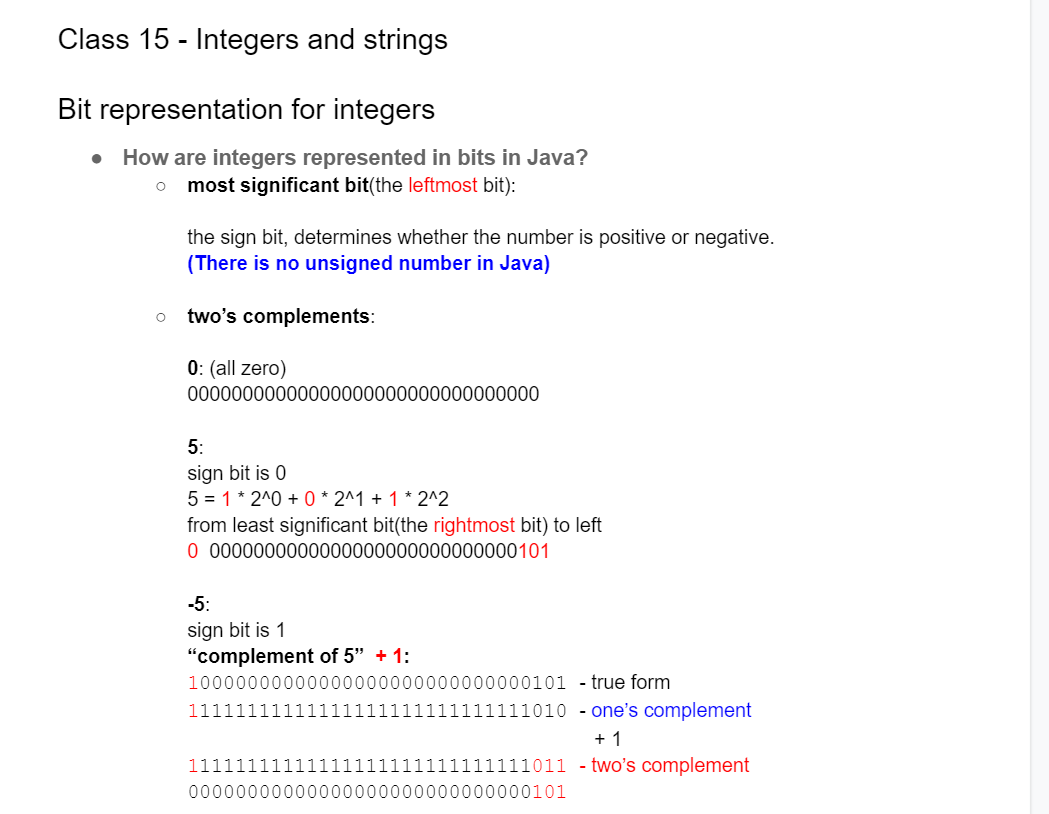 Class 15 - Integers and strings
Bit representation for integers
● How are integers represented in bits in Java?
○ most significant bit(the leftmost bit):
the sign bit, determines whether the number is positive or negative.
(There is no unsigned number in Java)
○ two’s complements:
0: (all zero)
00000000000000000000000000000000
5:
sign bit is 0
5 = 1 * 2^0 + 0 * 2^1 + 1 * 2^2
from least significant bit(the rightmost bit) to left
0 0000000000000000000000000000101
-5:
sign bit is 1
“complement of 5” + 1:
10000000000000000000000000000101 - true form
11111111111111111111111111111010 - one’s complement
+ 1
11111111111111111111111111111011 - two’s complement
00000000000000000000000000000101